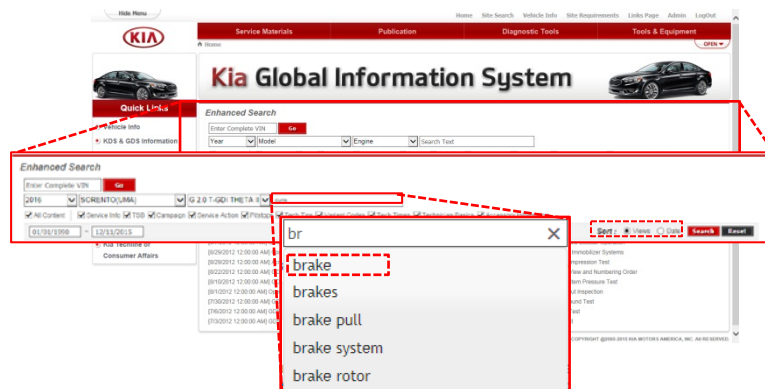 Hide Menu
Home Site Search Vehicle Info Site Requirements Links Page Admin LogOut
KIA
Service Materials Publication Diagnostic Tools Tools & Equipment
Home
OPEN
Kia Global Information System
Quick Links
Vehicle Info
KDS & GDS Information
Enhanced Search
Enter Complete VIN Go
Year Model Engine Search Text
Enhanced Search
Enter Complete VIN Go
2016 SORENTO(UMA) G 2.0 T-GDI THETA II
All Content Service Info TSB Campaign Service Action Pitstops
01/01/1990 ~ 12/11/2015
Sort : Views Date Search Reset
Kia Techline or
Consumer Affairs
br
brake
brakes
brake pull
brake system
brake rotor
[8/29/2012 12:00:00 AM]
[8/29/2012 12:00:00 AM]
[8/22/2012 12:00:00 AM]
[8/10/2012 12:00:00 AM]
[8/1/2012 12:00:00 AM]
[7/30/2012 12:00:00 AM]
[7/6/2012 12:00:00 AM]
[7/3/2012 12:00:00 AM]
Immobilizer Systems
View and Numbering Order
Pressure Test
Inspection
Test
COPYRIGHT @2000-2015 KIA MOTORS AMERICA, INC. All RESERVED.